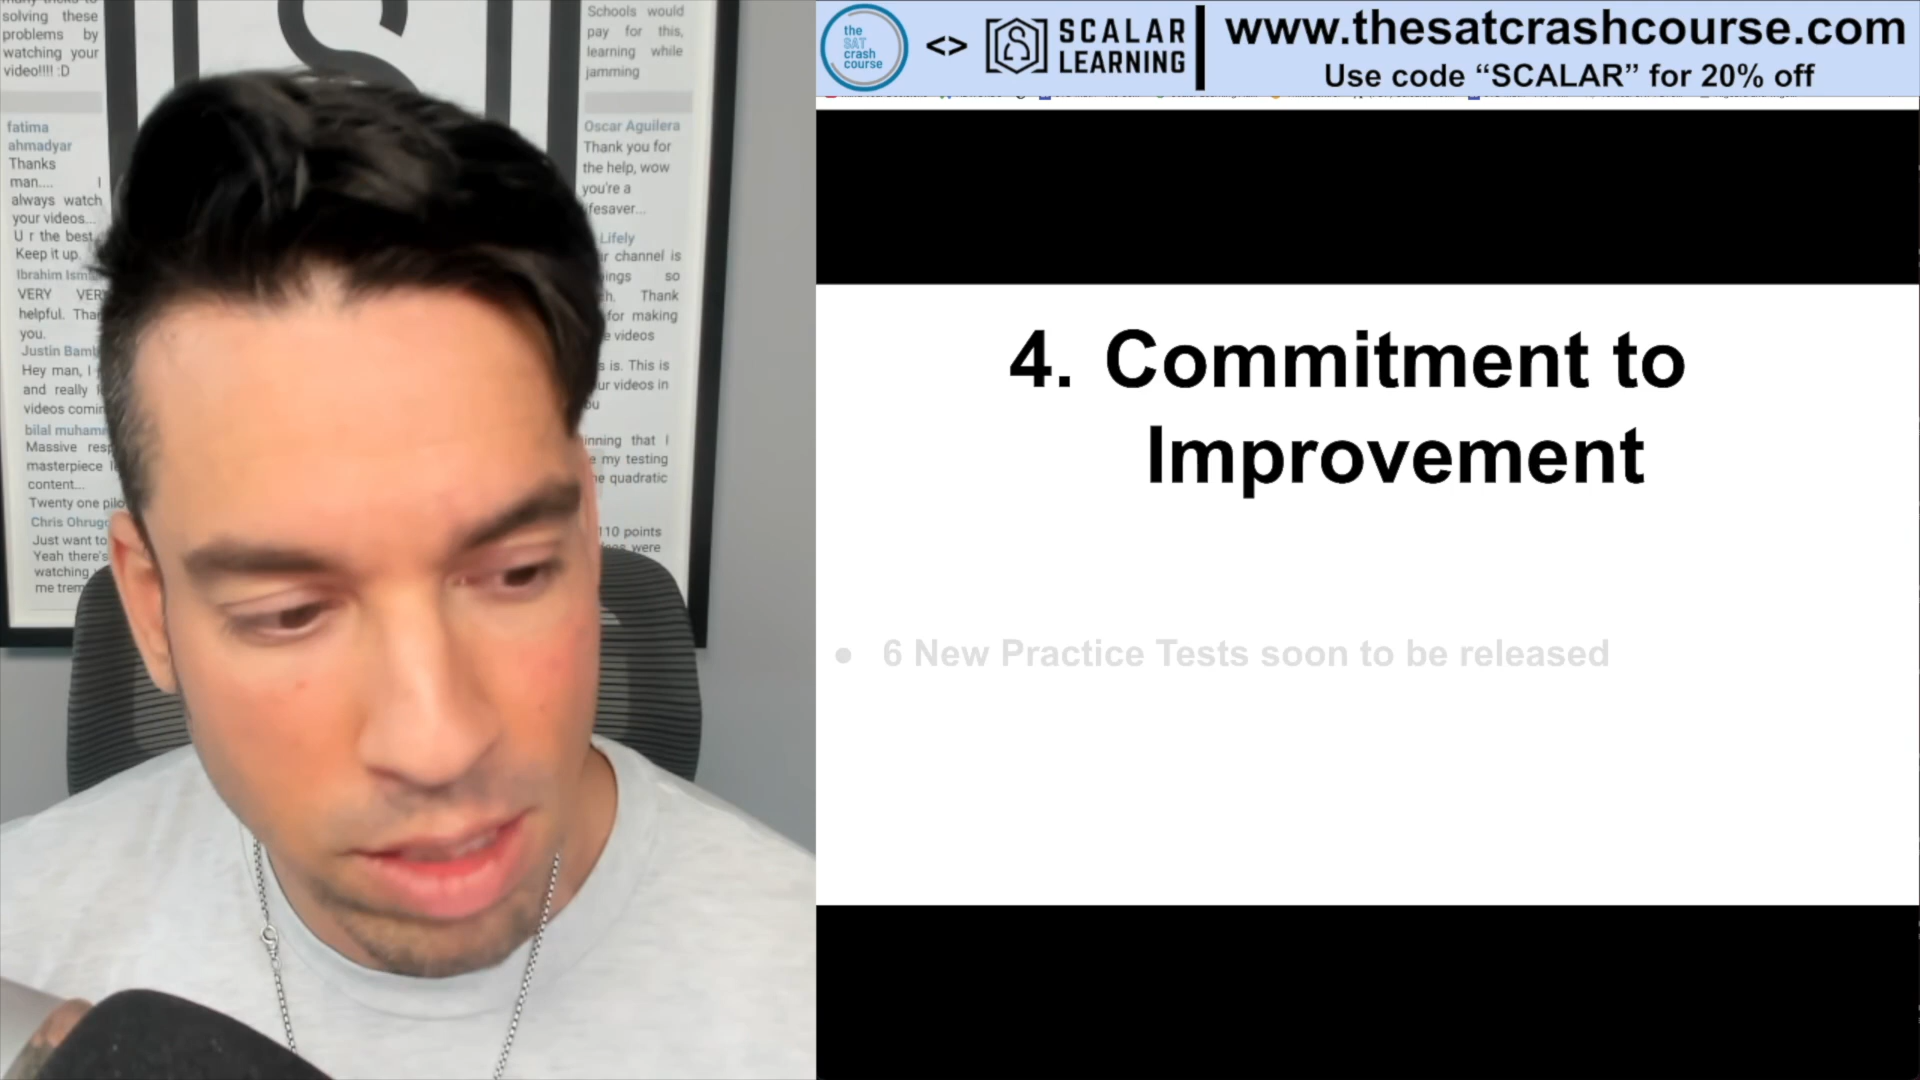 solving these
problems by
watching your
video!!!! :D
fatima
ahmadyar
Thanks
man.... I
always watch
your videos...
U r the best
Keep it up.
Ibrahim
VERY VERY
helpful.
you.
Justin
Hey man, I
and really
videos
bilal
Massive
masterpiece
content...
Twenty one
Chris
Just want to
Yeah there's
watching
me
Schools would
pay for this,
learning while
jamming
Oscar Aguilera
Thank you for
the help, wow
you're a
Lifely
channel is
so
Thank
for making
videos
is. This is
videos in
that I
my testing
quadratic
110 points
were
the
SAT
crash
course
<>
SCALAR
LEARNING
www.thesatcrashcourse.com
Use code “SCALAR” for 20% off
4. Commitment to
Improvement
● 6 New Practice Tests soon to be released